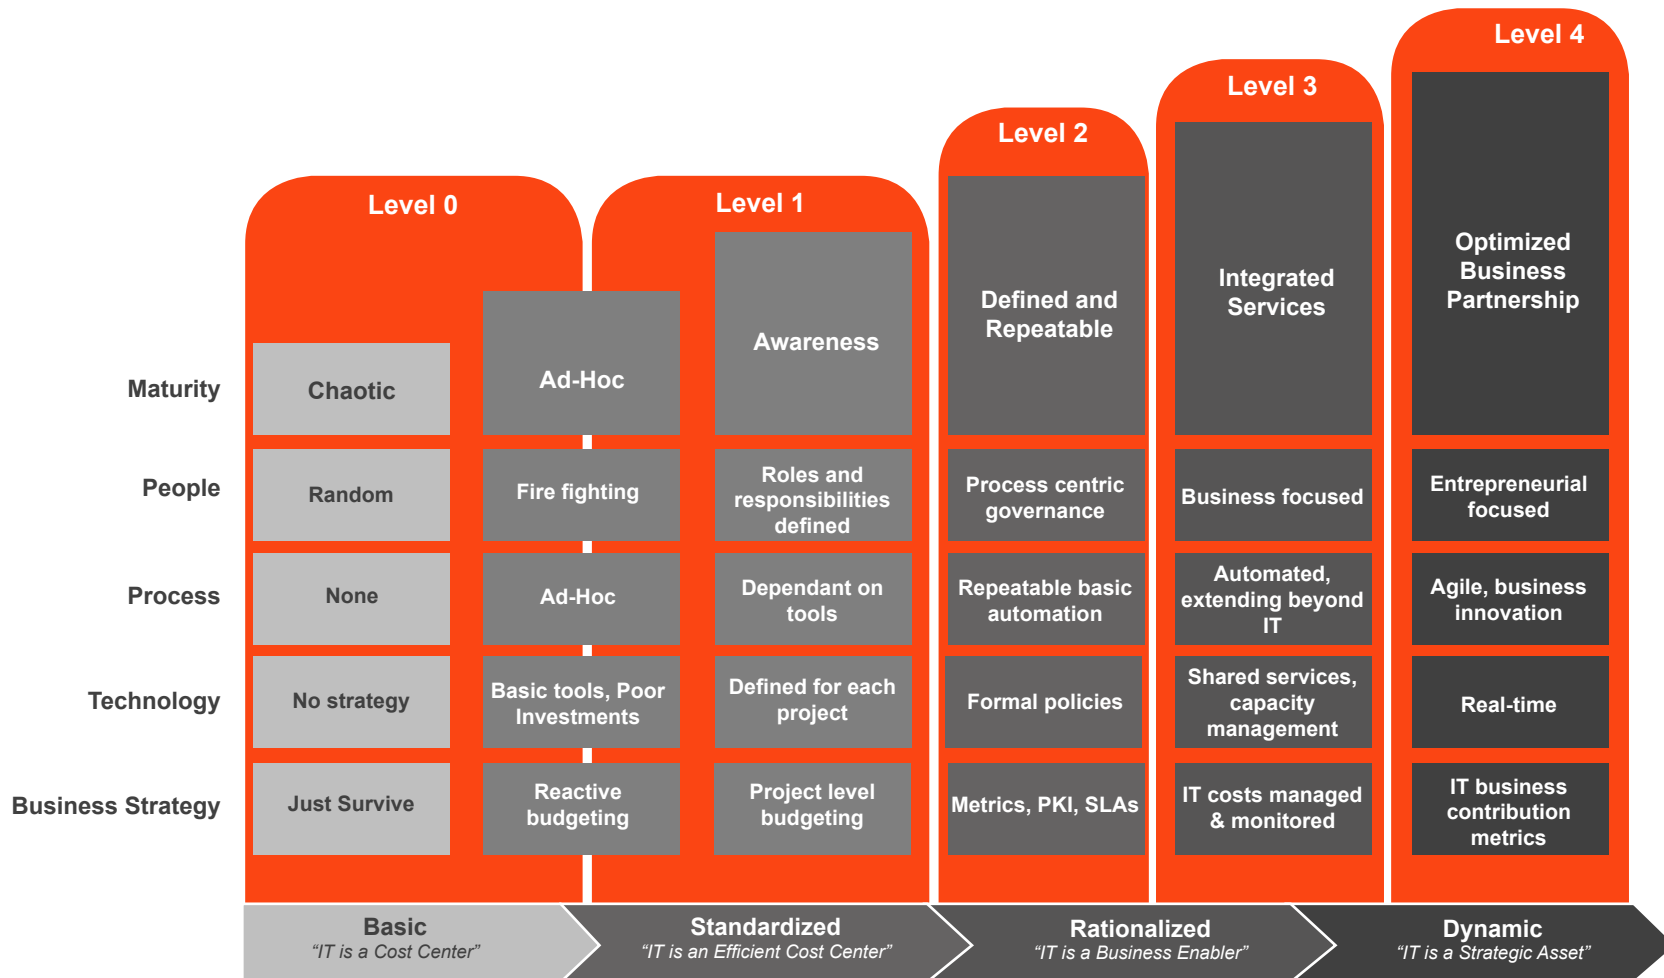 Level 4
Level 3
Level 2
Level 0
Level 1
Maturity
Chaotic
Ad-Hoc
Awareness
Defined and
Repeatable
Integrated
Services
Optimized
Business
Partnership
People
Random
Fire fighting
Roles and
responsibilities
defined
Process centric
governance
Business focused
Entrepreneurial
focused
Process
None
Ad-Hoc
Dependant on
tools
Repeatable basic
automation
Automated,
extending beyond
IT
Agile, business
innovation
Technology
No strategy
Basic tools, Poor
Investments
Defined for each
project
Formal policies
Shared services,
capacity
management
Real-time
Business Strategy
Just Survive
Reactive
budgeting
Project level
budgeting
Metrics, PKI, SLAs
IT costs managed
& monitored
IT business
contribution
metrics
Basic
“IT is a Cost Center”
Standardized
“IT is an Efficient Cost Center”
Rationalized
“IT is a Business Enabler”
Dynamic
“IT is a Strategic Asset”